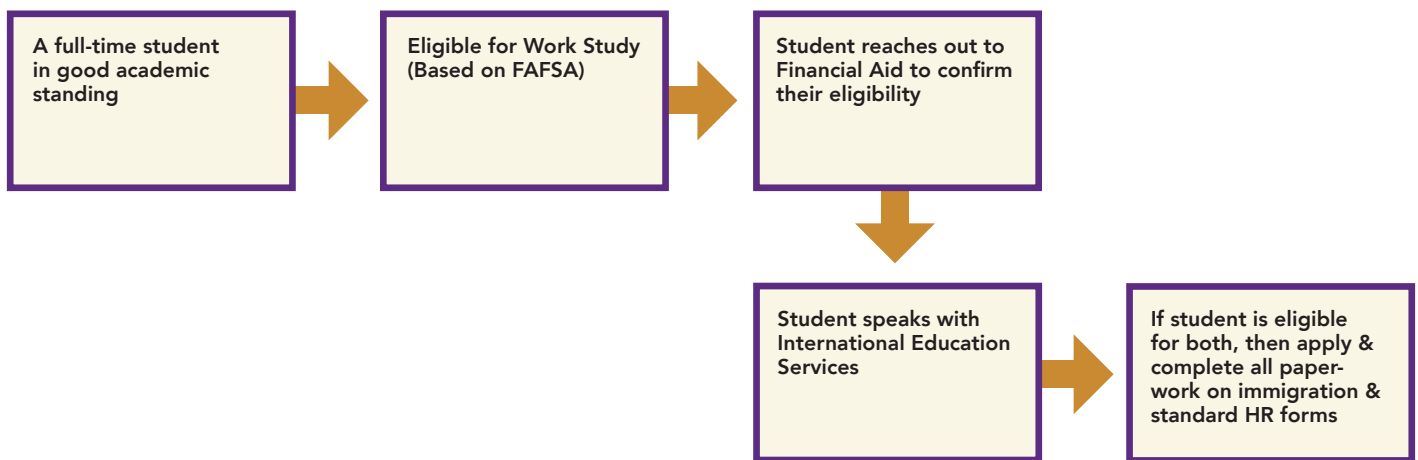 A full-time student
in good academic
standing
Eligible for Work Study
(Based on FAFSA)
Student reaches out to
Financial Aid to confirm
their eligibility
Student speaks with
International Education
Services
If student is eligible
for both, then apply &
complete all paper-
work on immigration &
standard HR forms